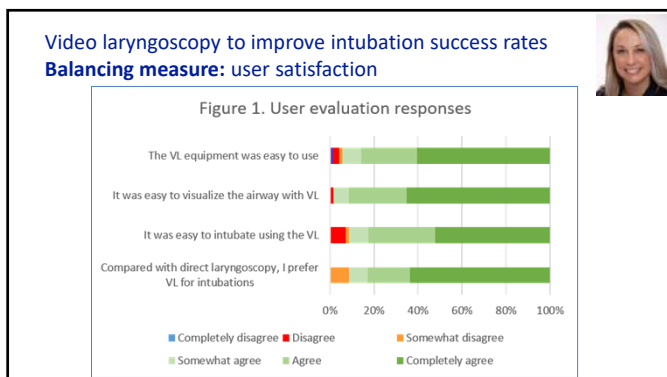 Video laryngoscopy to improve intubation success rates
Balancing measure: user satisfaction
Figure 1. User evaluation responses
The VL equipment was easy to use
It was easy to visualize the airway with VL
It was easy to intubate using the VL
Compared with direct laryngoscopy, I prefer
VL for intubations
0% 20% 40% 60% 80% 100%
Completely disagree Disagree Somewhat disagree
Somewhat agree Agree Completely agree